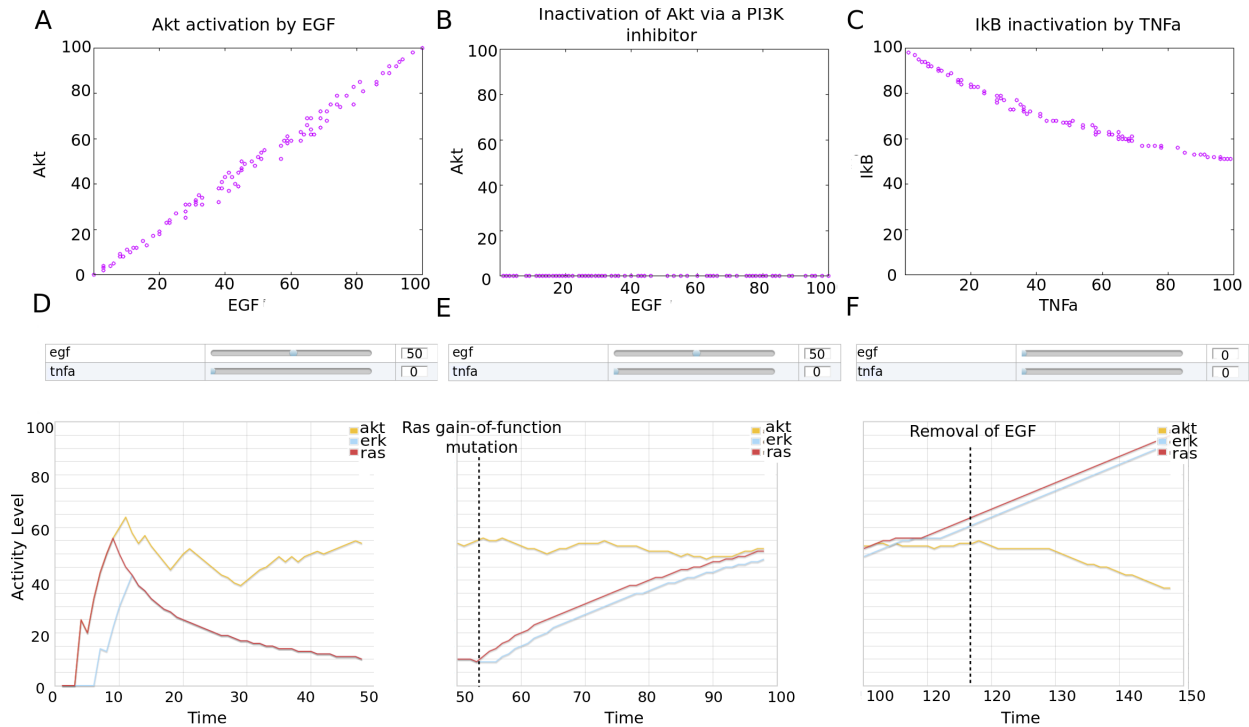 A
Akt activation by EGF
100
80
60
40
20
0
Akt
20 40 60 80 100
EGF
B
Inactivation of Akt via a PI3K
inhibitor
100
80
60
40
20
0
Akt
20 40 60 80 100
EGF
C
IkB inactivation by TNFa
100
80
60
40
20
0
IkB
20 40 60 80 100
TNFa
D
egf 50
tnfa 0
100
80
60
40
20
0
Activity Level
akt
erk
ras
0 10 20 30 40 50
Time
E
egf 50
tnfa 0
Ras gain-of-function
mutation
akt
erk
ras
50 60 70 80 90 100
Time
F
egf 0
tnfa 0
Removal of EGF
akt
erk
ras
100 120 120 140 150
Time